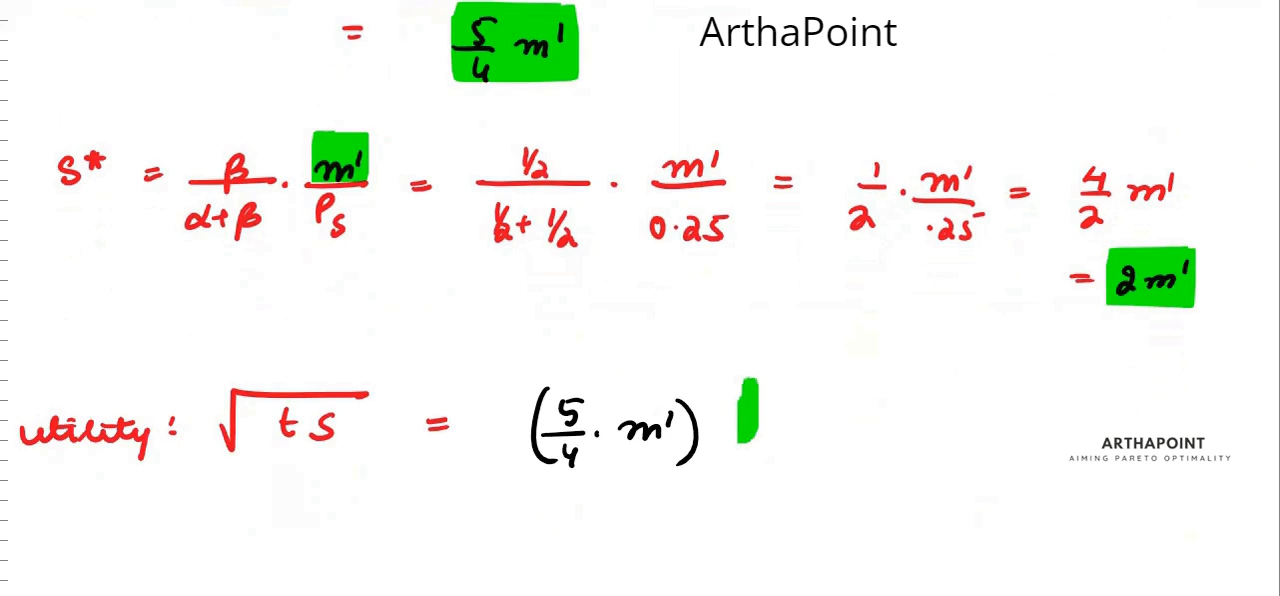 = 5/4 m'
ArthaPoint
S* = β/(α+β) · m'/P_S = (1/2)/(1/2 + 1/2) · m'/0.25 = 1/2 · m'/.25 = 4/2 m'
= 2m'
utility: √(t s) = (5/4 · m')
ARTHAPOINT
AIMING PARETO OPTIMALITY